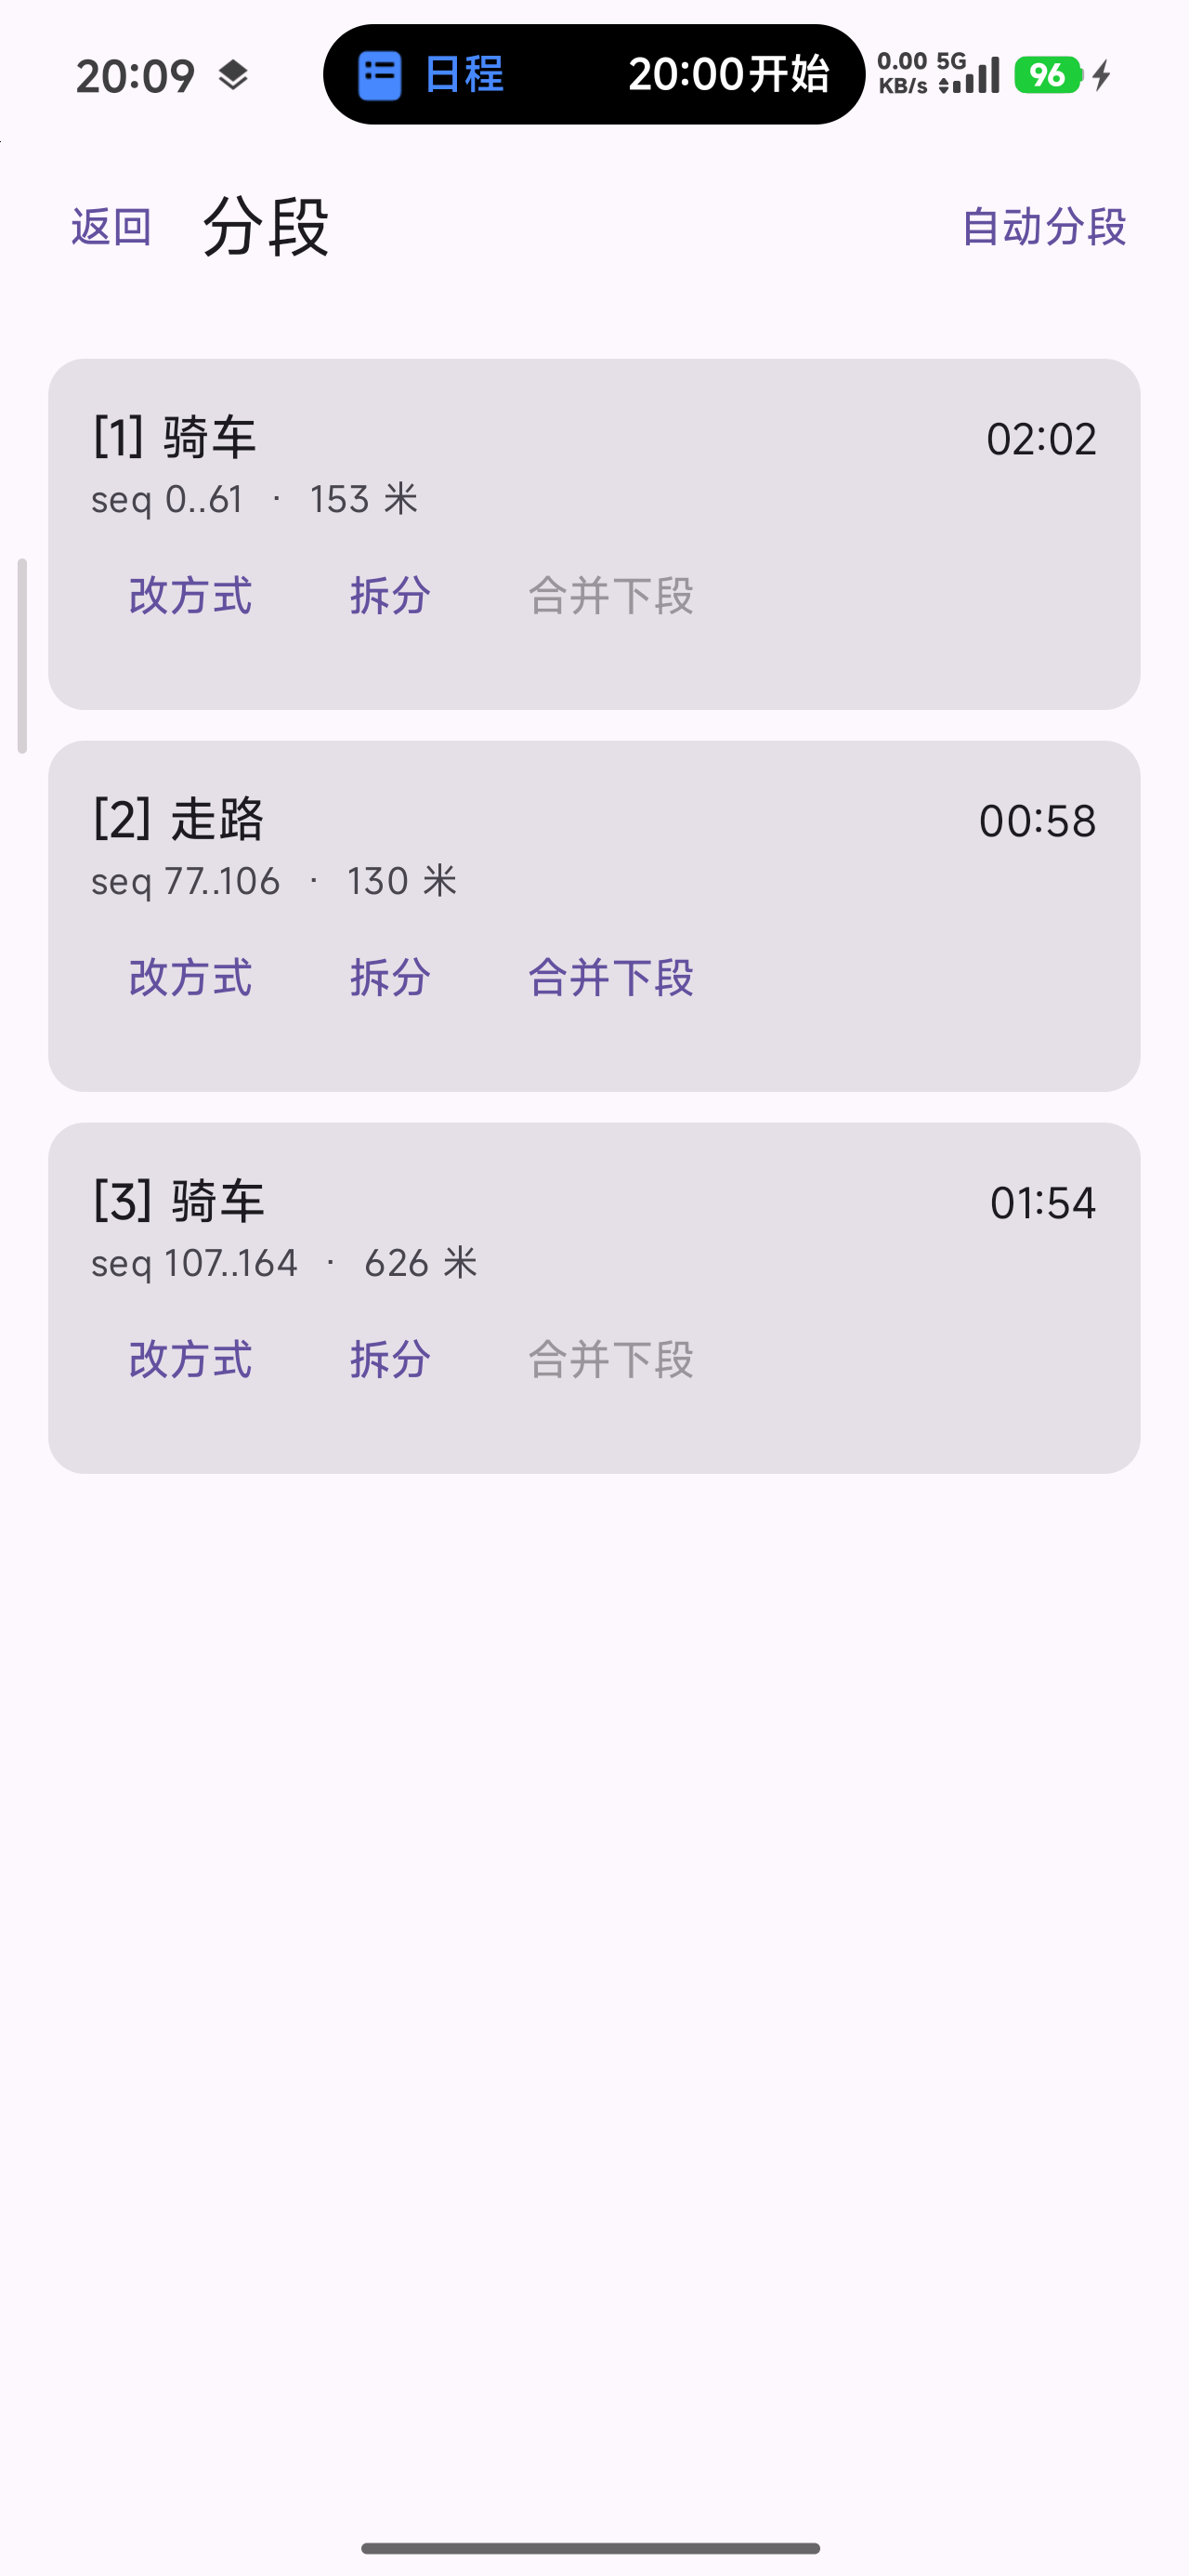 20:09
日程 20:00开始
0.00 5G
KB/s
96
返回 分段 自动分段
[1] 骑车 02:02
seq 0..61 · 153 米
改方式 拆分 合并下段
[2] 走路 00:58
seq 77..106 · 130 米
改方式 拆分 合并下段
[3] 骑车 01:54
seq 107..164 · 626 米
改方式 拆分 合并下段